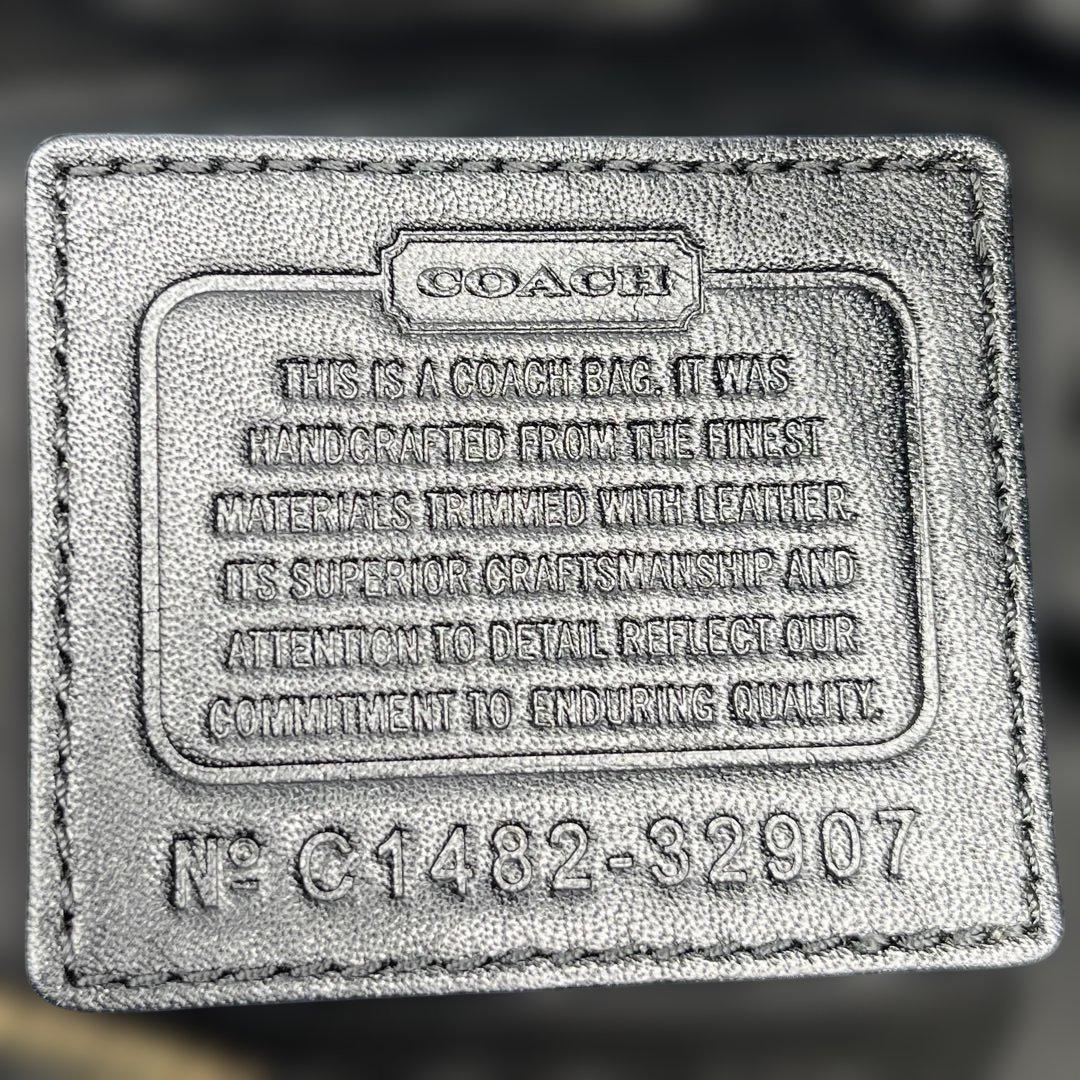 COACH
THIS IS A COACH BAG. IT WAS
HANDCRAFTED FROM THE FINEST
MATERIALS TRIMMED WITH LEATHER.
ITS SUPERIOR CRAFTSMANSHIP AND
ATTENTION TO DETAIL REFLECT OUR
COMMITMENT TO ENDURING QUALITY.
Nº C1482-32907